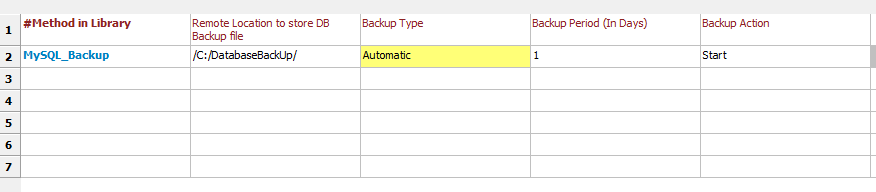 1 #Method in Library Remote Location to store DB Backup file Backup Type Backup Period (In Days) Backup Action
2 MySQL_Backup /C:/DatabaseBackUp/ Automatic 1 Start
3
4
5
6
7